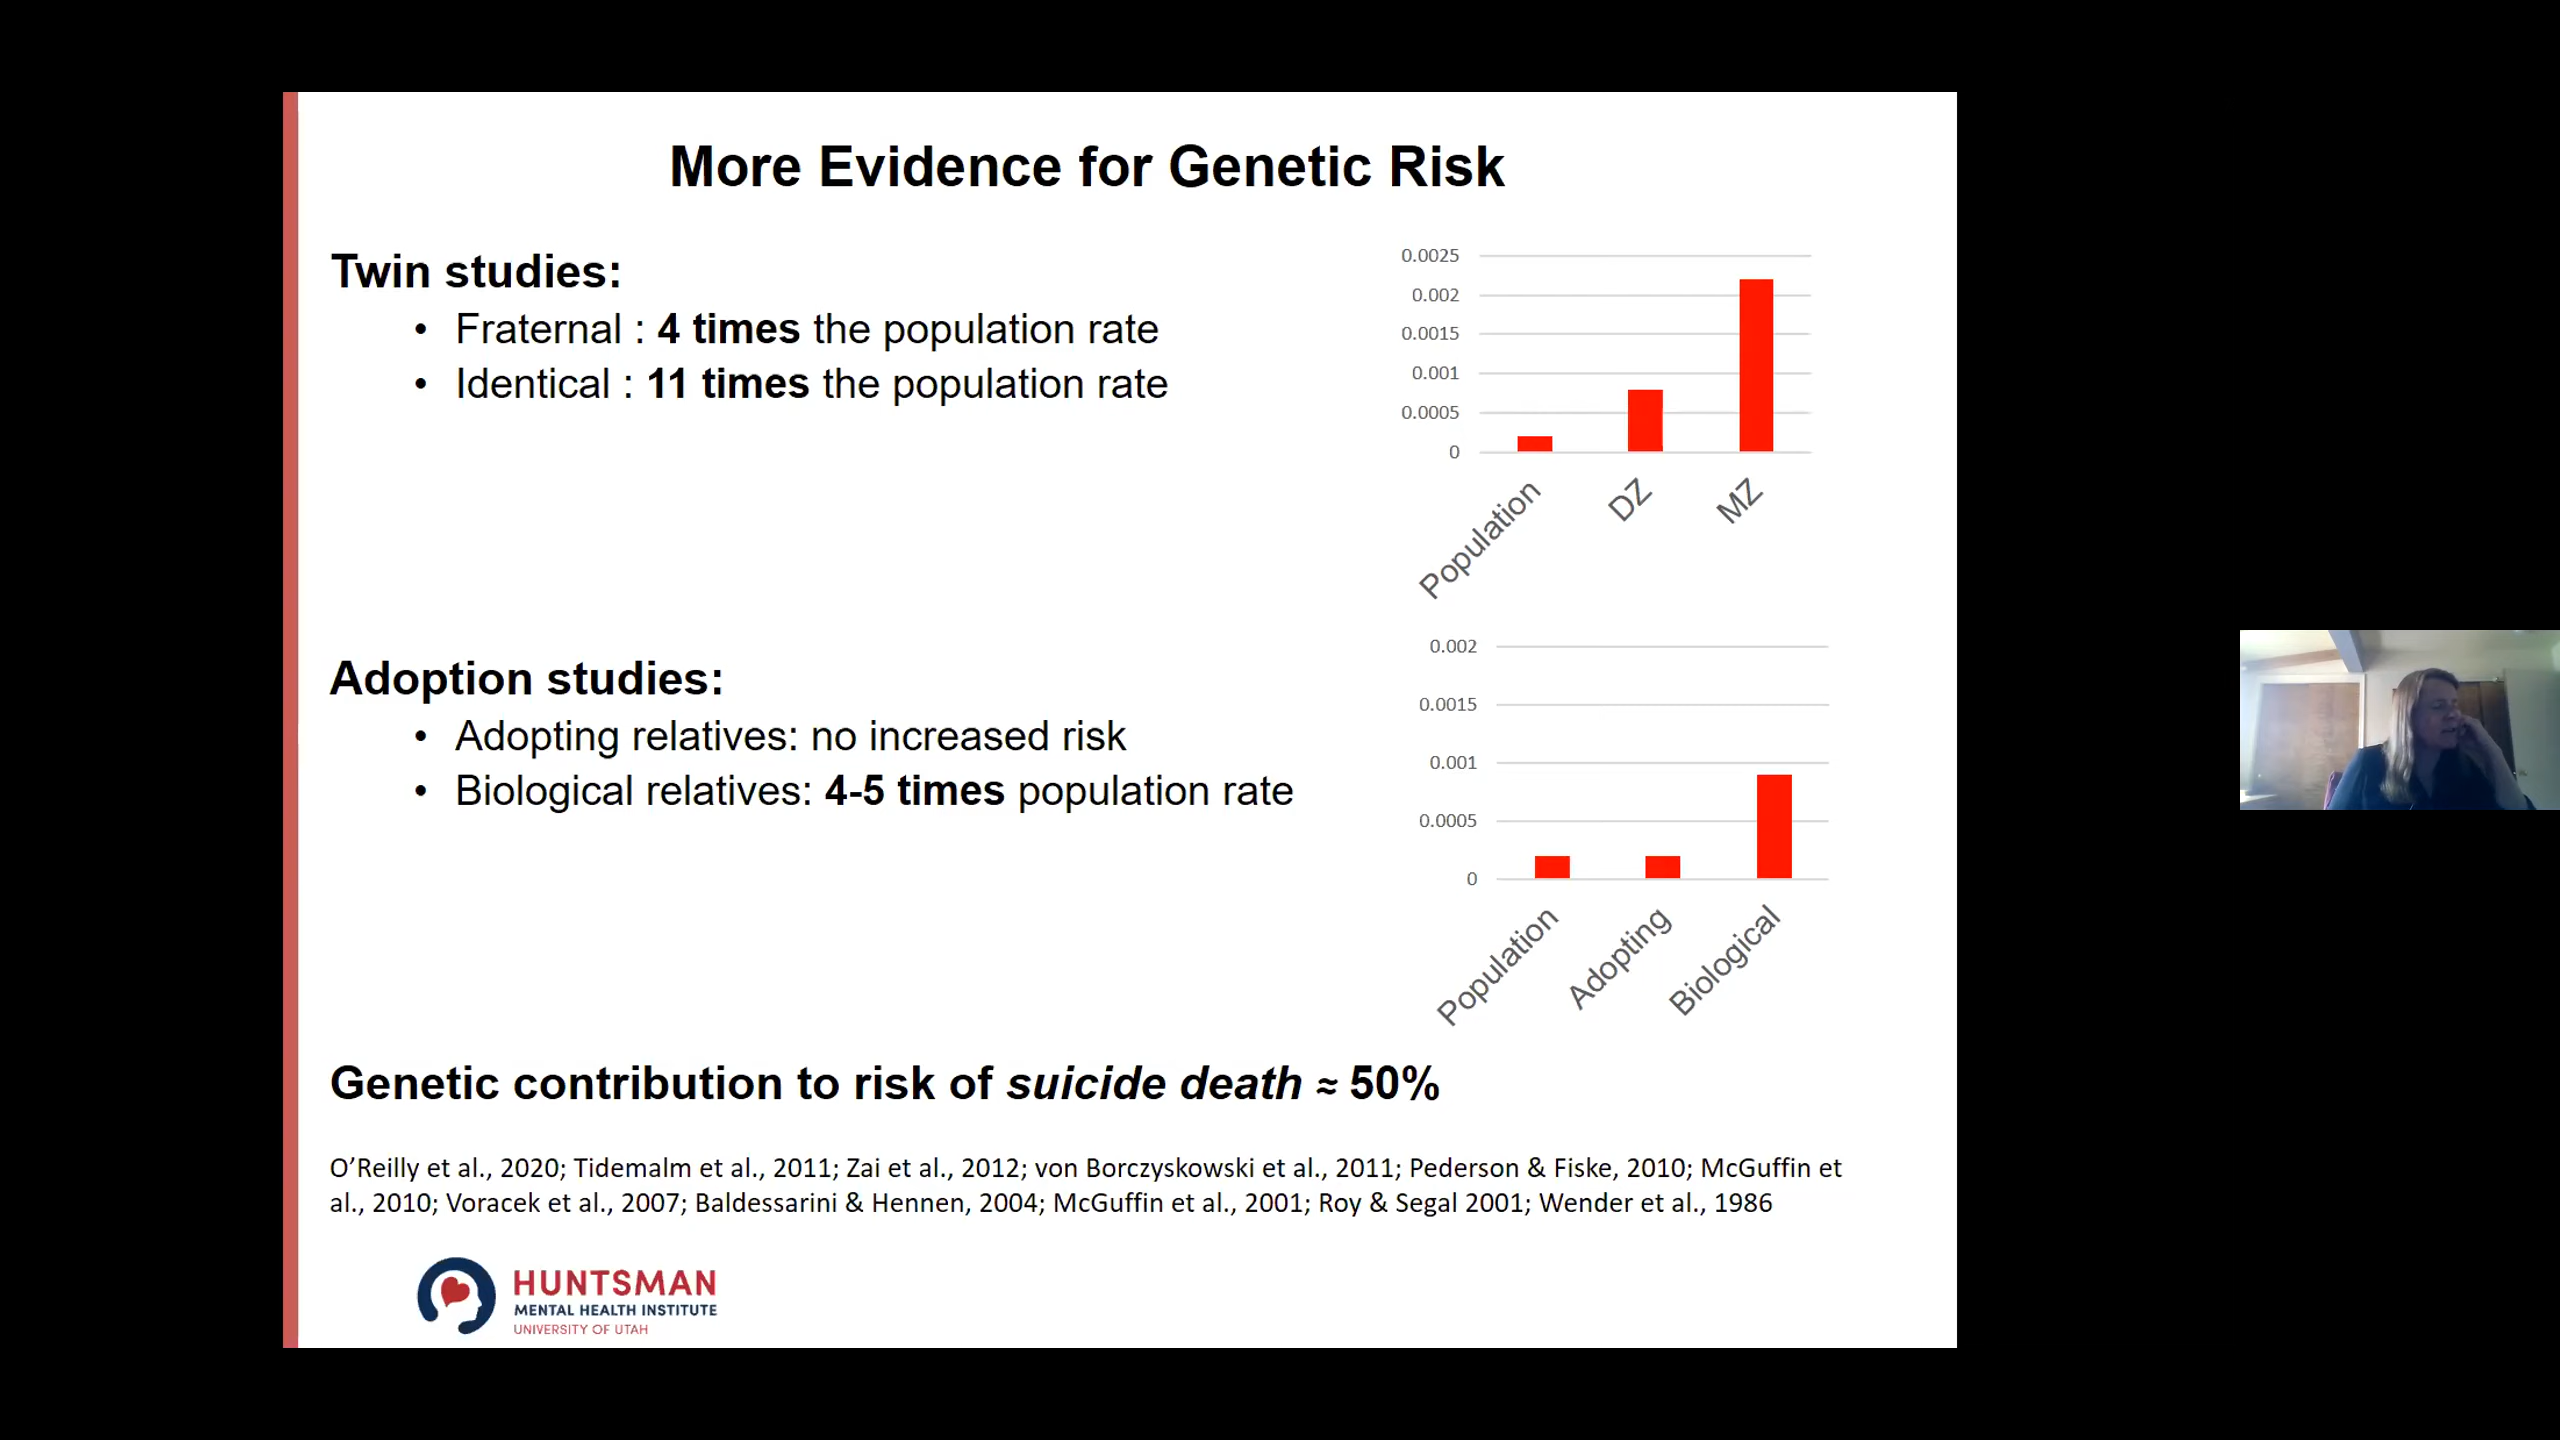 More Evidence for Genetic Risk
Twin studies:
• Fraternal : 4 times the population rate
• Identical : 11 times the population rate
0.0025
0.002
0.0015
0.001
0.0005
0
Population
DZ
MZ
Adoption studies:
• Adopting relatives: no increased risk
• Biological relatives: 4-5 times population rate
0.002
0.0015
0.001
0.0005
0
Population
Adopting
Biological
Genetic contribution to risk of suicide death ≈ 50%
O’Reilly et al., 2020; Tidemalm et al., 2011; Zai et al., 2012; von Borczyskowski et al., 2011; Pederson & Fiske, 2010; McGuffin et
al., 2010; Voracek et al., 2007; Baldessarini & Hennen, 2004; McGuffin et al., 2001; Roy & Segal 2001; Wender et al., 1986
HUNTSMAN
MENTAL HEALTH INSTITUTE
UNIVERSITY OF UTAH